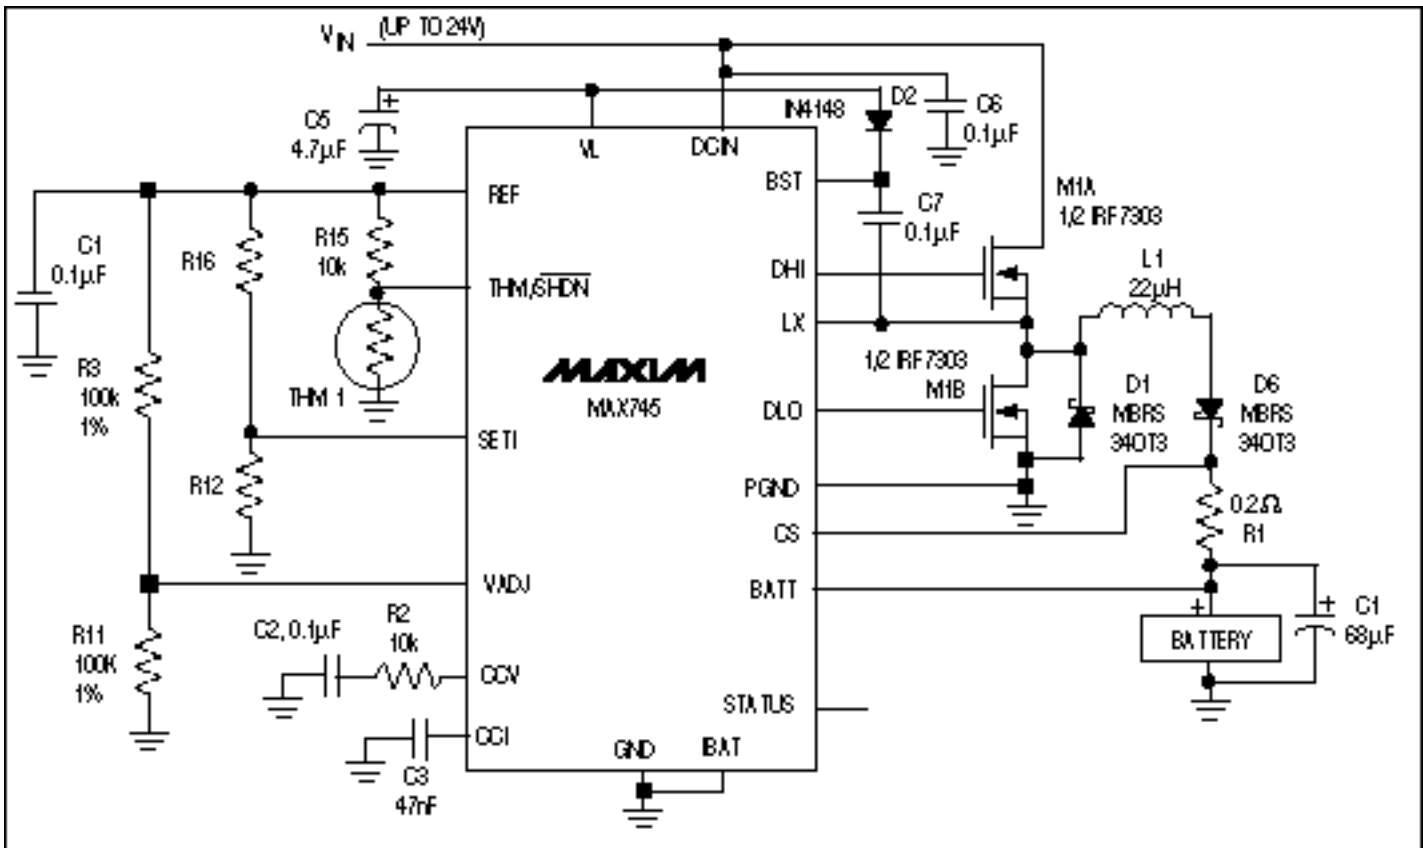 VIN (UP TO 24V)
C5
4.7µF
IN4148
D2
C6
0.1µF
VL
DCIN
REF
BST
C7
0.1µF
M1A
1/2 IRF7303
C1
0.1µF
R16
R15
10k
THM/SHDN
DHI
L1
22µH
LX
R3
100k
1%
THM 1
MAXIM
MAX745
1/2 IRF7303
M1B
DLO
D1
MBRS
340T3
D6
MBRS
340T3
SETI
R12
PGND
0.2Ω
R1
CS
VADJ
BATT
R11
100K
1%
C2, 0.1µF
R2
10k
+
BATTERY
+
C1
68µF
CCV
STATUS
CCI
GND
IBAT
C3
47nF